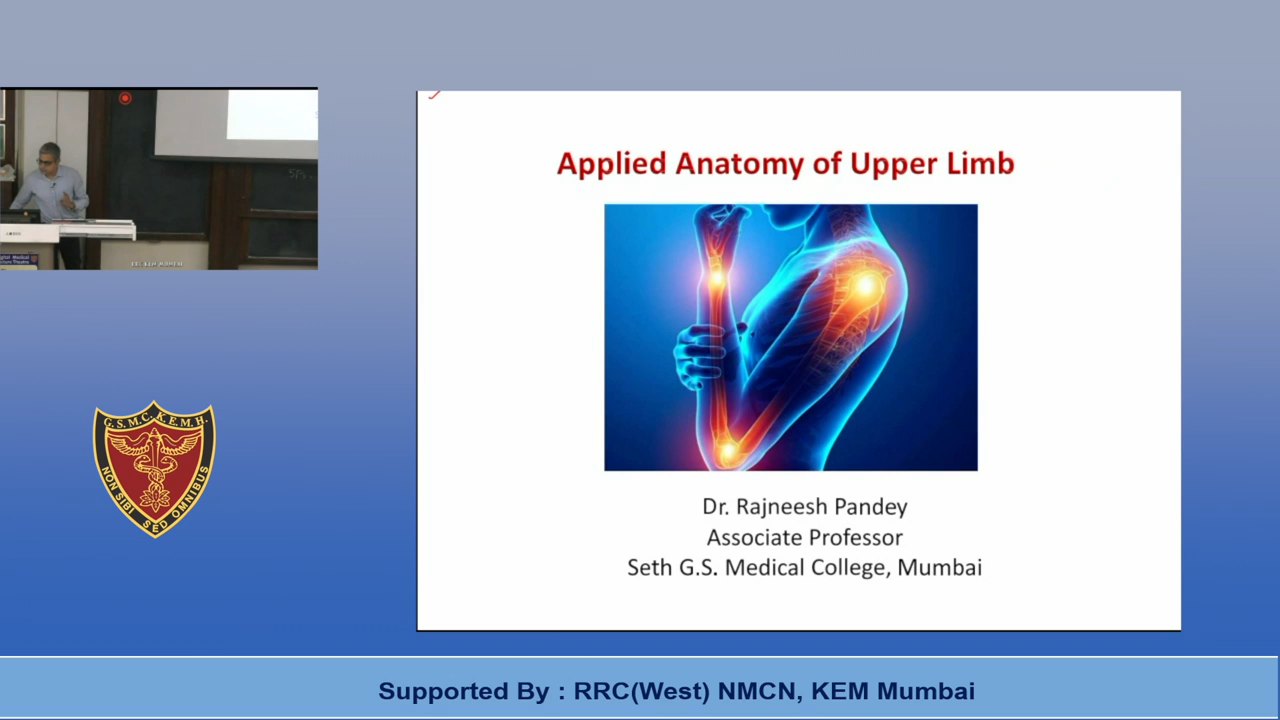 Applied Anatomy of Upper Limb
Dr. Rajneesh Pandey
Associate Professor
Seth G.S. Medical College, Mumbai
G.S.M.C. K.E.M.H.
NON SIBI SED OMNIBUS
Supported By : RRC(West) NMCN, KEM Mumbai